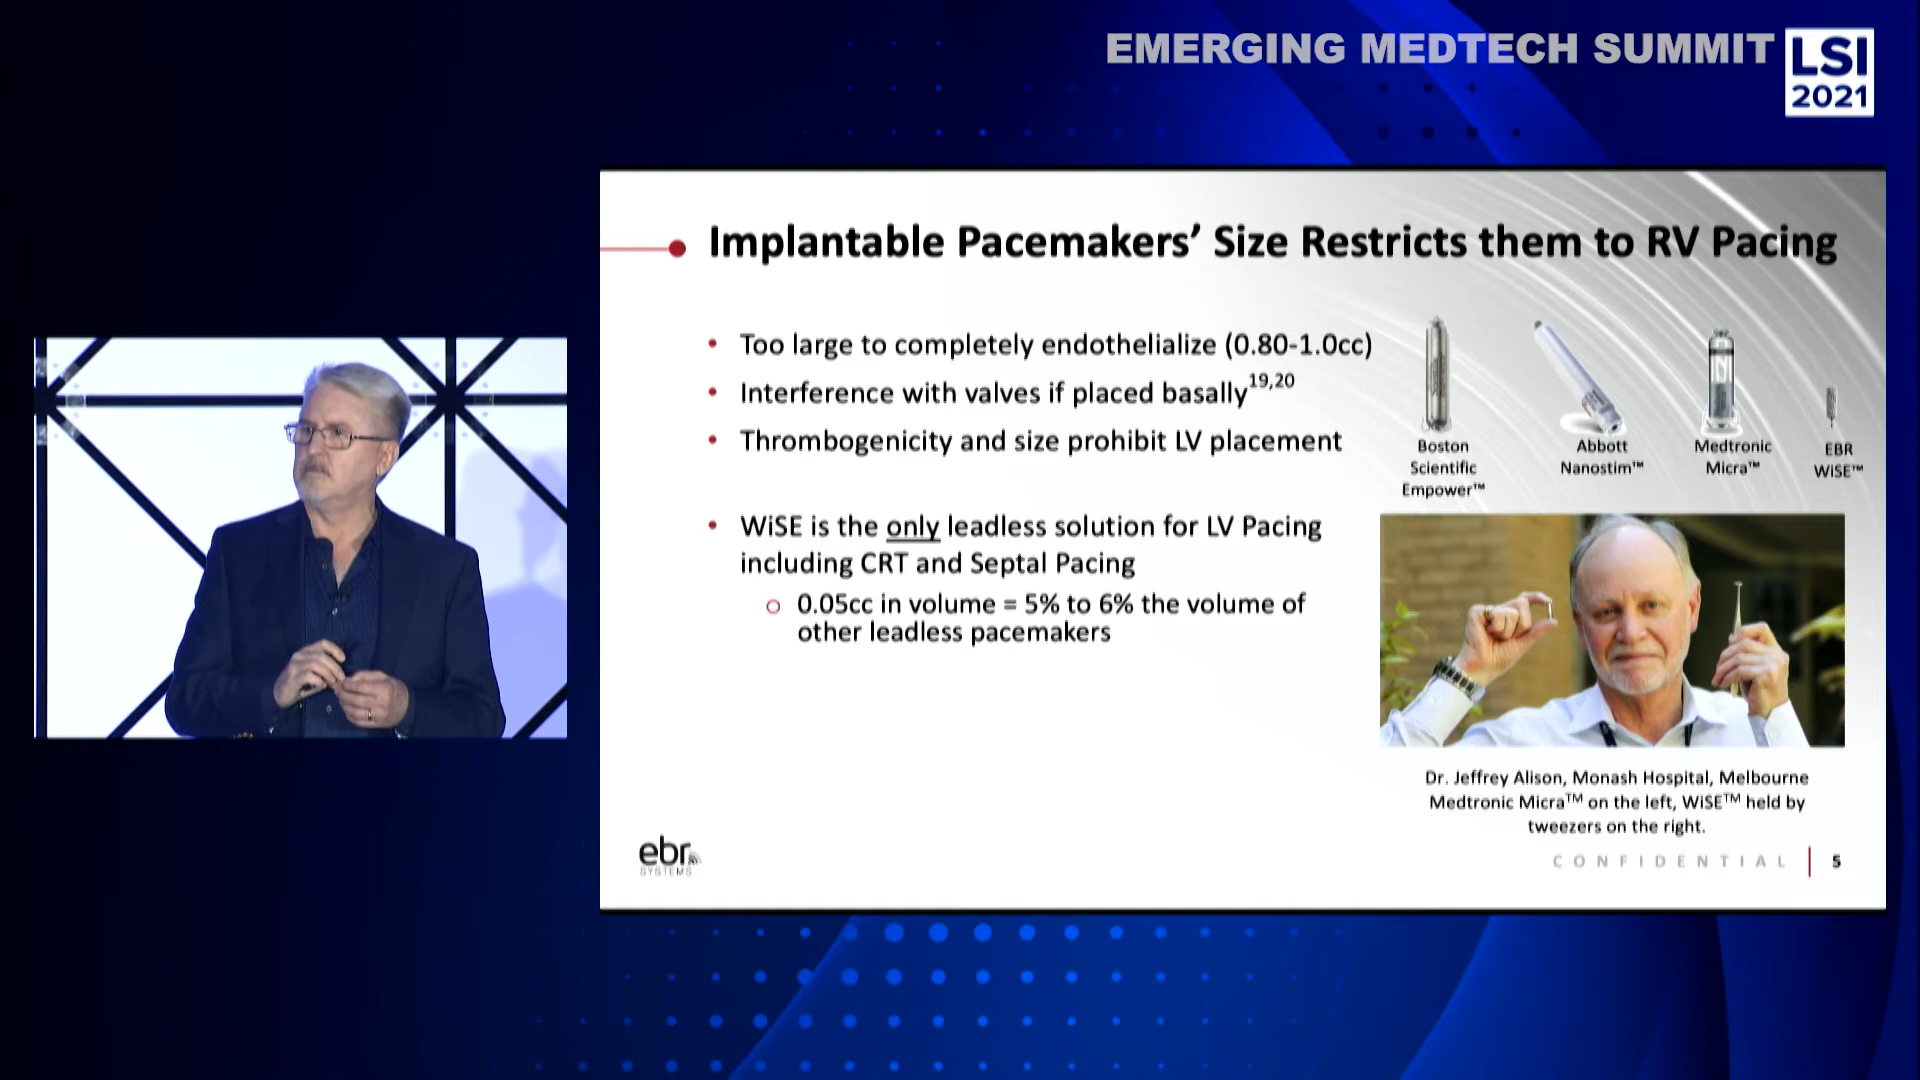 EMERGING MEDTECH SUMMIT
LSI
2021
Implantable Pacemakers’ Size Restricts them to RV Pacing
• Too large to completely endothelialize (0.80-1.0cc)
• Interference with valves if placed basally19,20
• Thrombogenicity and size prohibit LV placement
• WiSE is the only leadless solution for LV Pacing
including CRT and Septal Pacing
o 0.05cc in volume = 5% to 6% the volume of
other leadless pacemakers
Boston
Scientific
Empower™
Abbott
Nanostim™
Medtronic
Micra™
EBR
WiSE™
Dr. Jeffrey Alison, Monash Hospital, Melbourne
Medtronic Micra™ on the left, WiSE™ held by
tweezers on the right.
ebr
SYSTEMS
CONFIDENTIAL | 5